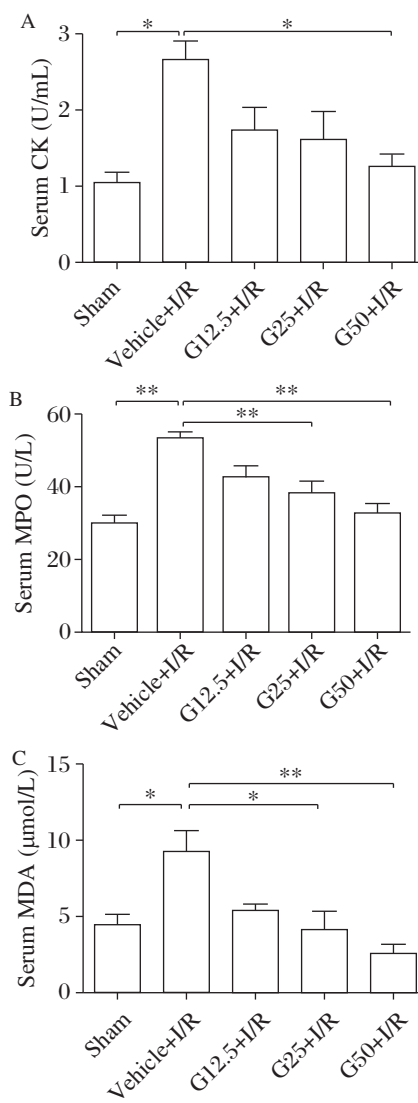 A
* *
3
2
1
0
Serum CK (U/mL)
Sham
Vehicle+I/R
G12.5+I/R
G25+I/R
G50+I/R
B
** **
**
60
40
20
0
Serum MPO (U/L)
Sham
Vehicle+I/R
G12.5+I/R
G25+I/R
G50+I/R
C
**
* *
15
10
5
0
Serum MDA (μmol/L)
Sham
Vehicle+I/R
G12.5+I/R
G25+I/R
G50+I/R